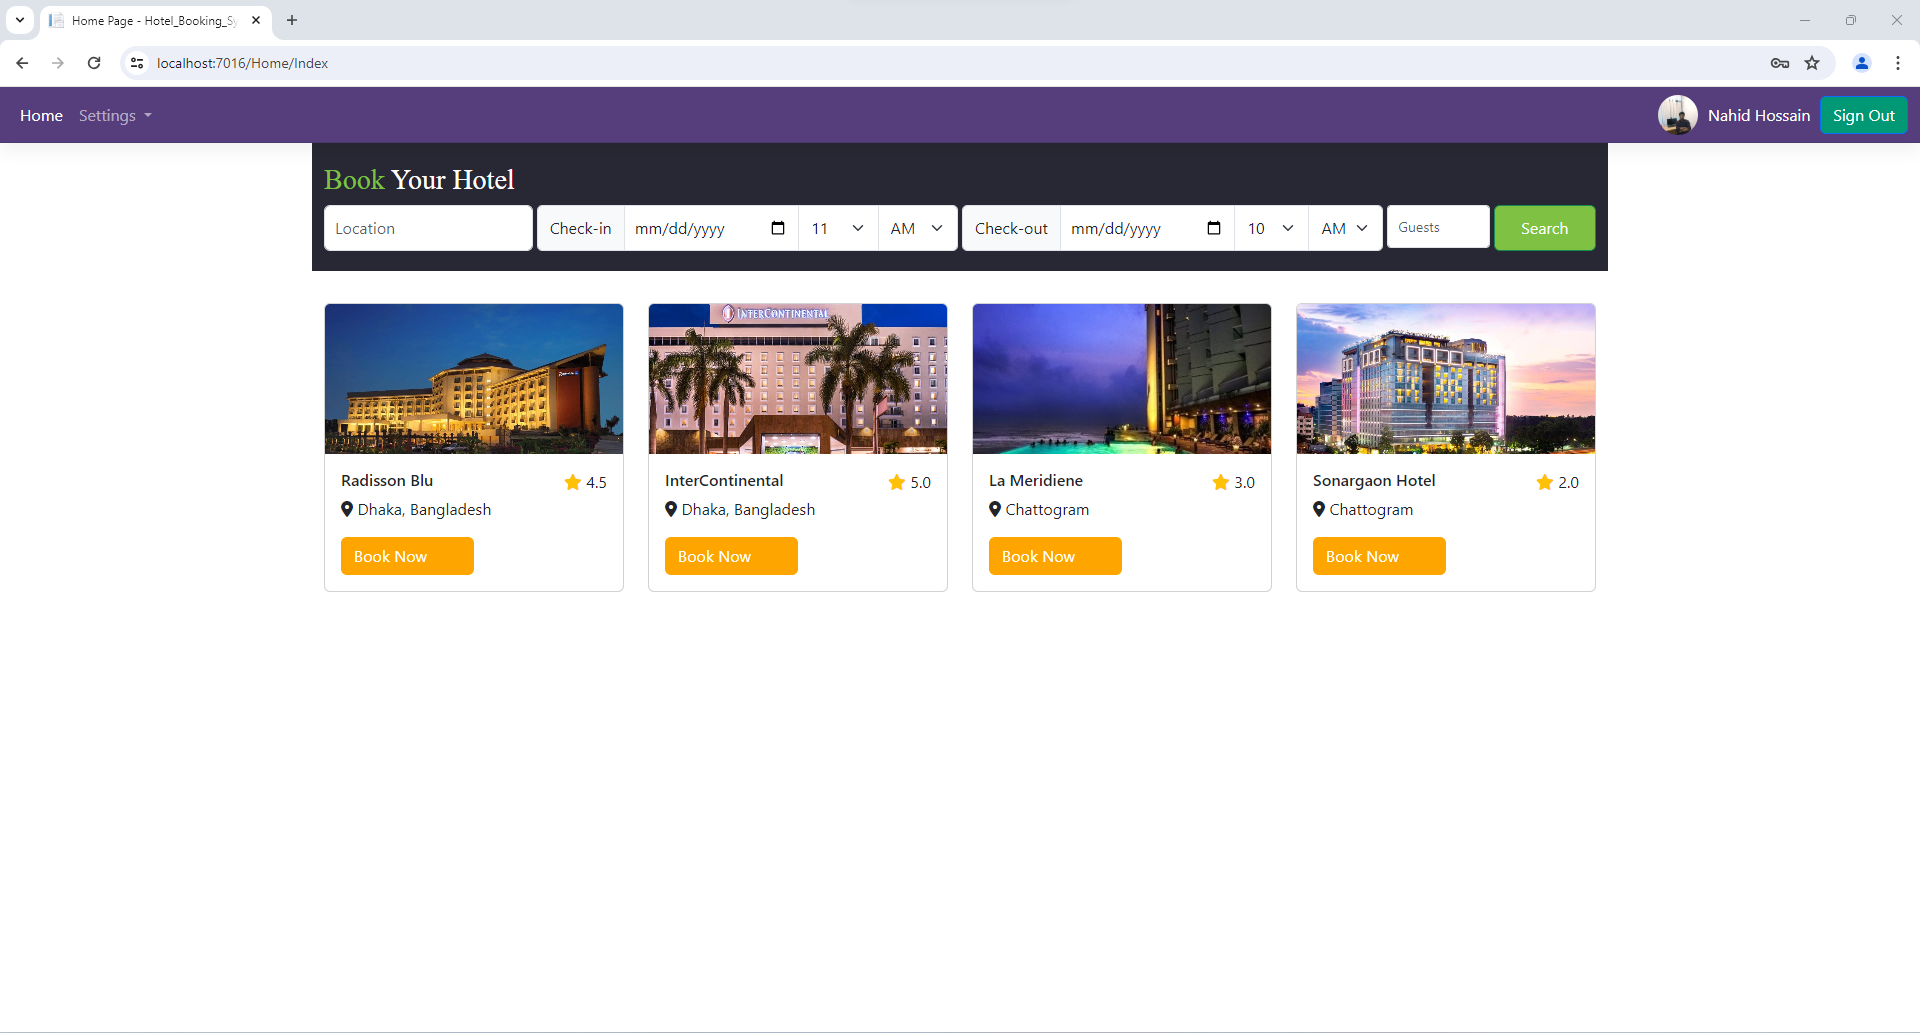 Home Page - Hotel_Booking_Sy
localhost:7016/Home/Index
Home Settings Nahid Hossain Sign Out
Book Your Hotel
Location Check-in mm/dd/yyyy 11 AM Check-out mm/dd/yyyy 10 AM Guests Search
INTERCONTINENTAL
Radisson Blu 4.5 InterContinental 5.0 La Meridiene 3.0 Sonargaon Hotel 2.0
Dhaka, Bangladesh Dhaka, Bangladesh Chattogram Chattogram
Book Now Book Now Book Now Book Now